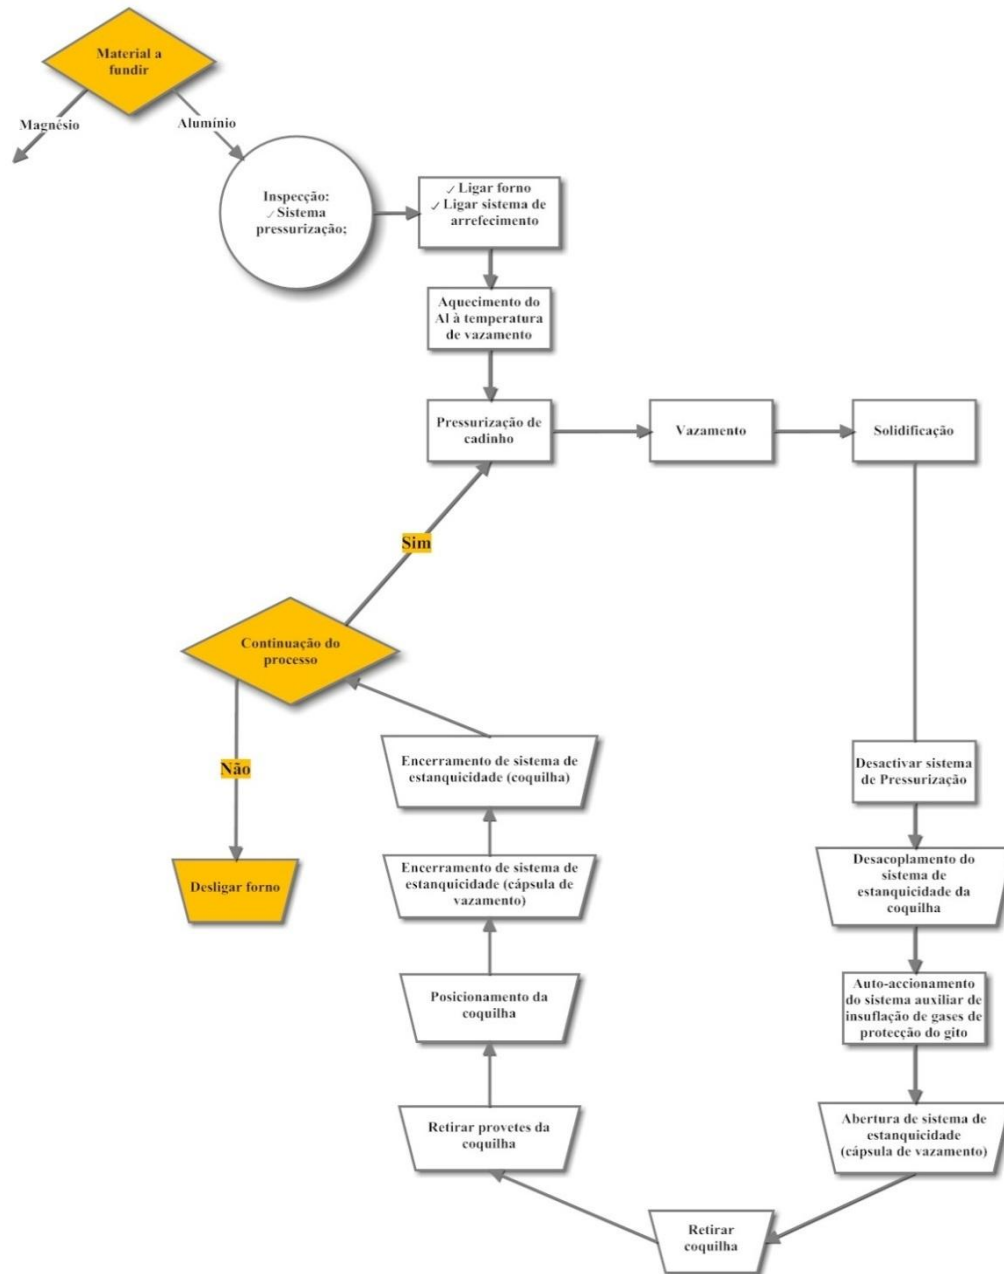 Material a
fundir
Magnésio
Alumínio
Inspecção:
✓ Sistema
pressurização;
✓ Ligar forno
✓ Ligar sistema de
arrefecimento
Aquecimento do
Al à temperatura
de vazamento
Pressurização de
cadinho
Vazamento
Solidificação
Sim
Continuação do
processo
Não
Desligar forno
Desactivar sistema
de Pressurização
Desacoplamento do
sistema de
estanquicidade da
coquilha
Auto-accionamento
do sistema auxiliar de
insuflação de gases de
protecção do gito
Abertura de sistema de
estanquicidade
(cápsula de vazamento)
Retirar
coquilha
Retirar provetes da
coquilha
Posicionamento da
coquilha
Encerramento de sistema de
estanquicidade (cápsula de
vazamento)
Encerramento de sistema de
estanquicidade (coquilha)